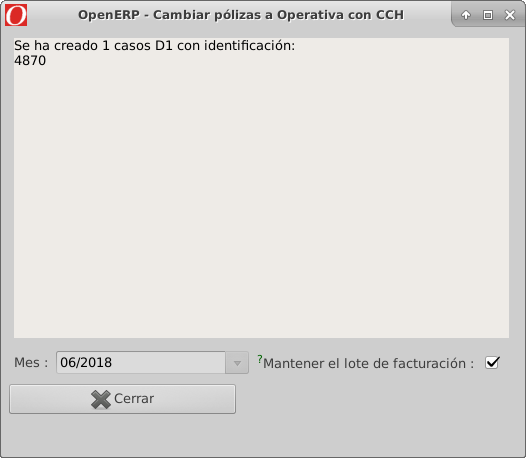 OpenERP - Cambiar pólizas a Operativa con CCH
Se ha creado 1 casos D1 con identificación:
4870
Mes : 06/2018 ?Mantener el lote de facturación :
Cerrar